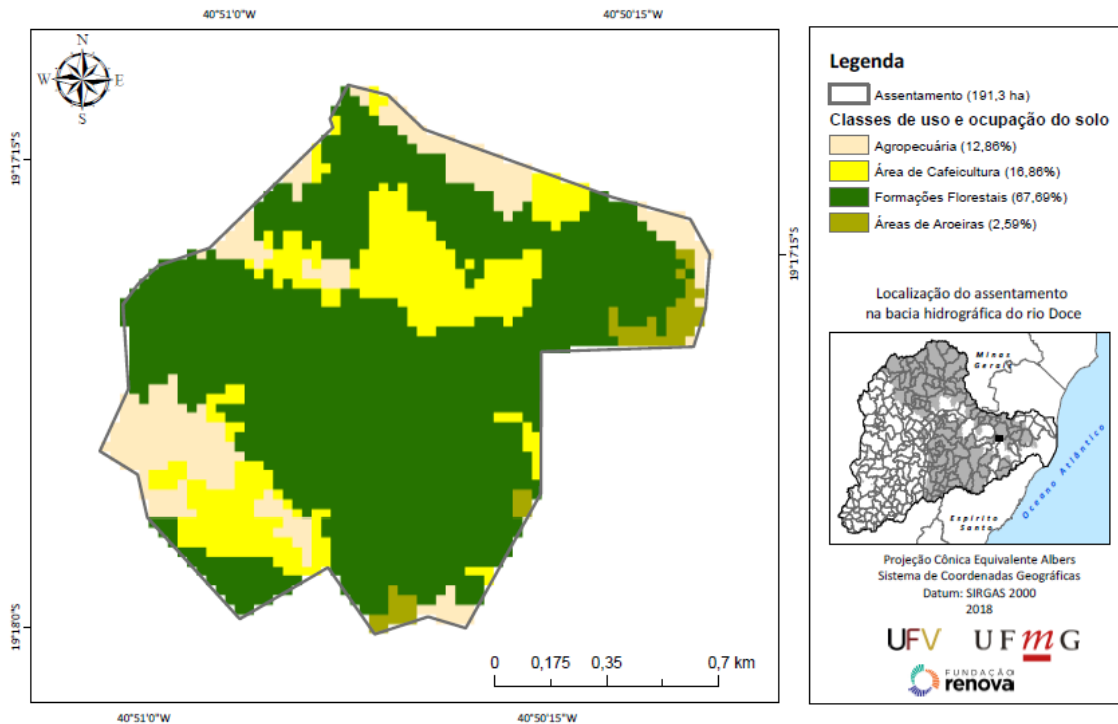 40°51'0"W
40°50'15"W
N
W
E
S
19°17'15"S
19°17'15"S
19°18'0"S
0 0,175 0,35 0,7 km
40°51'0"W
40°50'15"W
Legenda
Assentamento (191,3 ha)
Classes de uso e ocupação do solo
Agropecuária (12,86%)
Área de Cafeicultura (16,86%)
Formações Florestais (67,69%)
Áreas de Aroeiras (2,59%)
Localização do assentamento
na bacia hidrográfica do rio Doce
Minas
Gerais
Oceano Atlântico
Espírito
Santo
Projeção Cônica Equivalente Albers
Sistema de Coordenadas Geográficas
Datum: SIRGAS 2000
2018
UFV UFmG
FUNDAÇÃO
renova